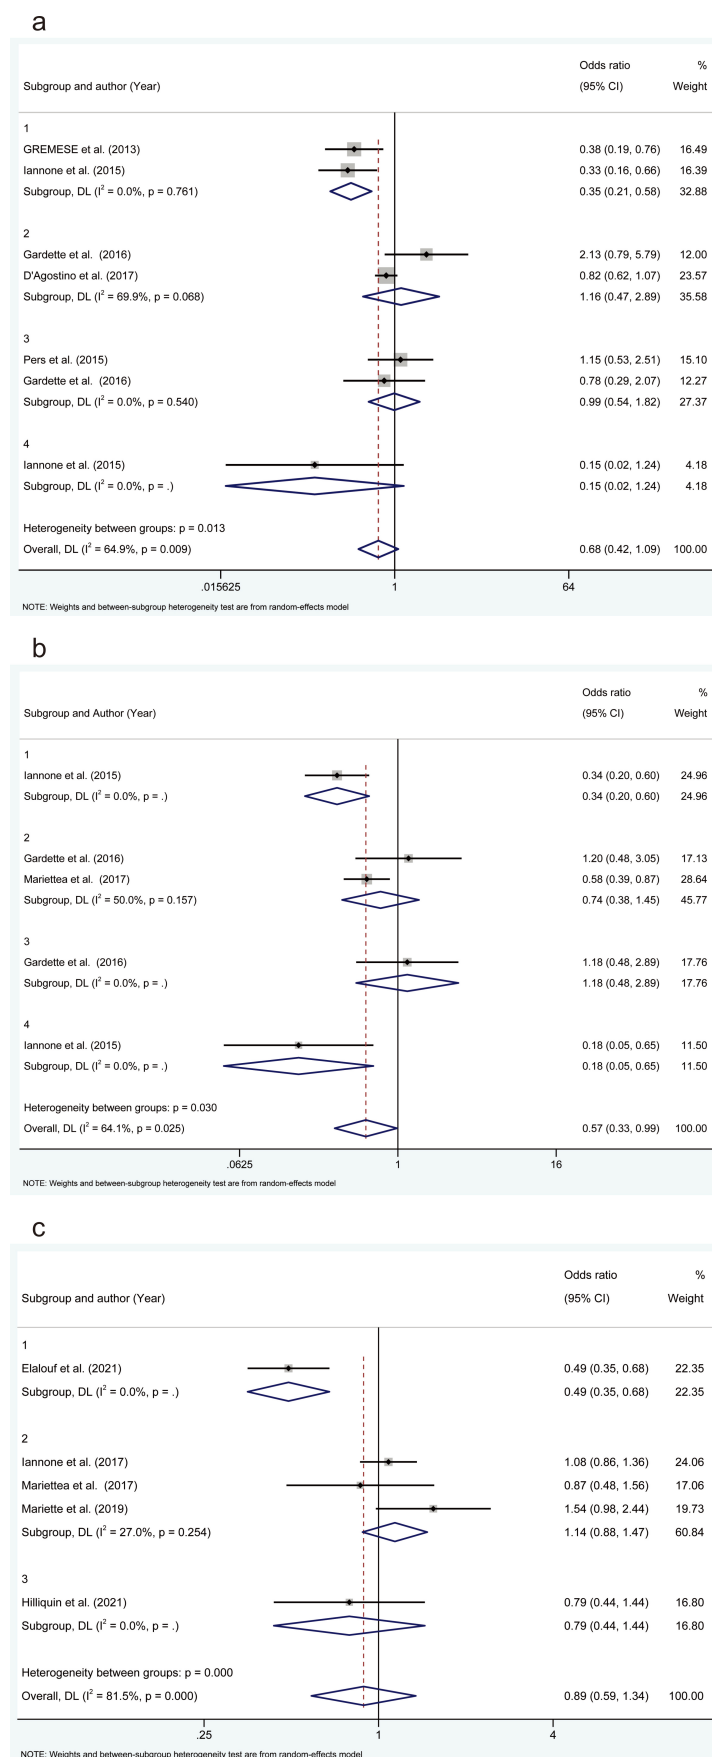 a
Odds ratio %
Subgroup and author (Year) (95% CI) Weight
1
GREMESE et al. (2013) 0.38 (0.19, 0.76) 16.49
Iannone et al. (2015) 0.33 (0.16, 0.66) 16.39
Subgroup, DL (I² = 0.0%, p = 0.761) 0.35 (0.21, 0.58) 32.88
2
Gardette et al. (2016) 2.13 (0.79, 5.79) 12.00
D'Agostino et al. (2017) 0.82 (0.62, 1.07) 23.57
Subgroup, DL (I² = 69.9%, p = 0.068) 1.16 (0.47, 2.89) 35.58
3
Pers et al. (2015) 1.15 (0.53, 2.51) 15.10
Gardette et al. (2016) 0.78 (0.29, 2.07) 12.27
Subgroup, DL (I² = 0.0%, p = 0.540) 0.99 (0.54, 1.82) 27.37
4
Iannone et al. (2015) 0.15 (0.02, 1.24) 4.18
Subgroup, DL (I² = 0.0%, p = .) 0.15 (0.02, 1.24) 4.18
Heterogeneity between groups: p = 0.013
Overall, DL (I² = 64.9%, p = 0.009) 0.68 (0.42, 1.09) 100.00
.015625 1 64
NOTE: Weights and between-subgroup heterogeneity test are from random-effects model
b
Odds ratio %
Subgroup and Author (Year) (95% CI) Weight
1
Iannone et al. (2015) 0.34 (0.20, 0.60) 24.96
Subgroup, DL (I² = 0.0%, p = .) 0.34 (0.20, 0.60) 24.96
2
Gardette et al. (2016) 1.20 (0.48, 3.05) 17.13
Mariettea et al. (2017) 0.58 (0.39, 0.87) 28.64
Subgroup, DL (I² = 50.0%, p = 0.157) 0.74 (0.38, 1.45) 45.77
3
Gardette et al. (2016) 1.18 (0.48, 2.89) 17.76
Subgroup, DL (I² = 0.0%, p = .) 1.18 (0.48, 2.89) 17.76
4
Iannone et al. (2015) 0.18 (0.05, 0.65) 11.50
Subgroup, DL (I² = 0.0%, p = .) 0.18 (0.05, 0.65) 11.50
Heterogeneity between groups: p = 0.030
Overall, DL (I² = 64.1%, p = 0.025) 0.57 (0.33, 0.99) 100.00
.0625 1 16
NOTE: Weights and between-subgroup heterogeneity test are from random-effects model
c
Odds ratio %
Subgroup and author (Year) (95% CI) Weight
1
Elalouf et al. (2021) 0.49 (0.35, 0.68) 22.35
Subgroup, DL (I² = 0.0%, p = .) 0.49 (0.35, 0.68) 22.35
2
Iannone et al. (2017) 1.08 (0.86, 1.36) 24.06
Mariettea et al. (2017) 0.87 (0.48, 1.56) 17.06
Mariette et al. (2019) 1.54 (0.98, 2.44) 19.73
Subgroup, DL (I² = 27.0%, p = 0.254) 1.14 (0.88, 1.47) 60.84
3
Hilliquin et al. (2021) 0.79 (0.44, 1.44) 16.80
Subgroup, DL (I² = 0.0%, p = .) 0.79 (0.44, 1.44) 16.80
Heterogeneity between groups: p = 0.000
Overall, DL (I² = 81.5%, p = 0.000) 0.89 (0.59, 1.34) 100.00
.25 1 4
NOTE: Weights and between-subgroup heterogeneity test are from random-effects model